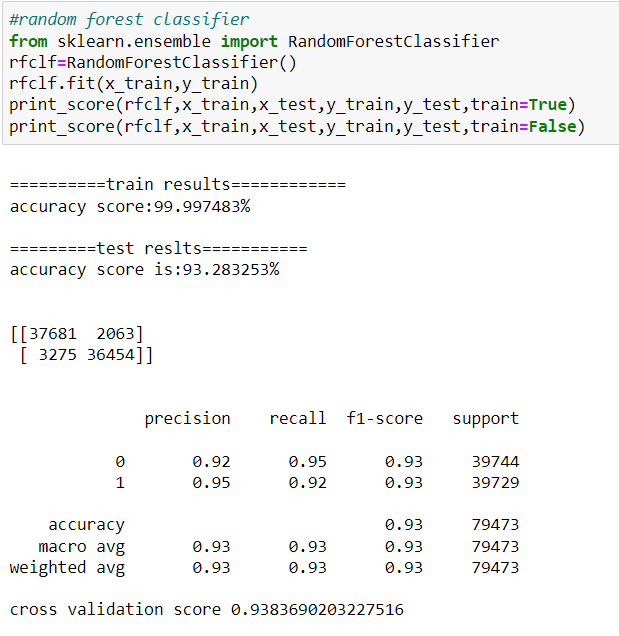 #random forest classifier
from sklearn.ensemble import RandomForestClassifier
rfclf=RandomForestClassifier()
rfclf.fit(x_train,y_train)
print_score(rfclf,x_train,x_test,y_train,y_test,train=True)
print_score(rfclf,x_train,x_test,y_train,y_test,train=False)
==========train results============
accuracy score:99.997483%
=========test reslts===========
accuracy score is:93.283253%
[[37681  2063]
 [ 3275 36454]]
              precision    recall  f1-score   support
           0       0.92      0.95      0.93     39744
           1       0.95      0.92      0.93     39729
    accuracy                           0.93     79473
   macro avg       0.93      0.93      0.93     79473
weighted avg       0.93      0.93      0.93     79473
cross validation score 0.9383690203227516